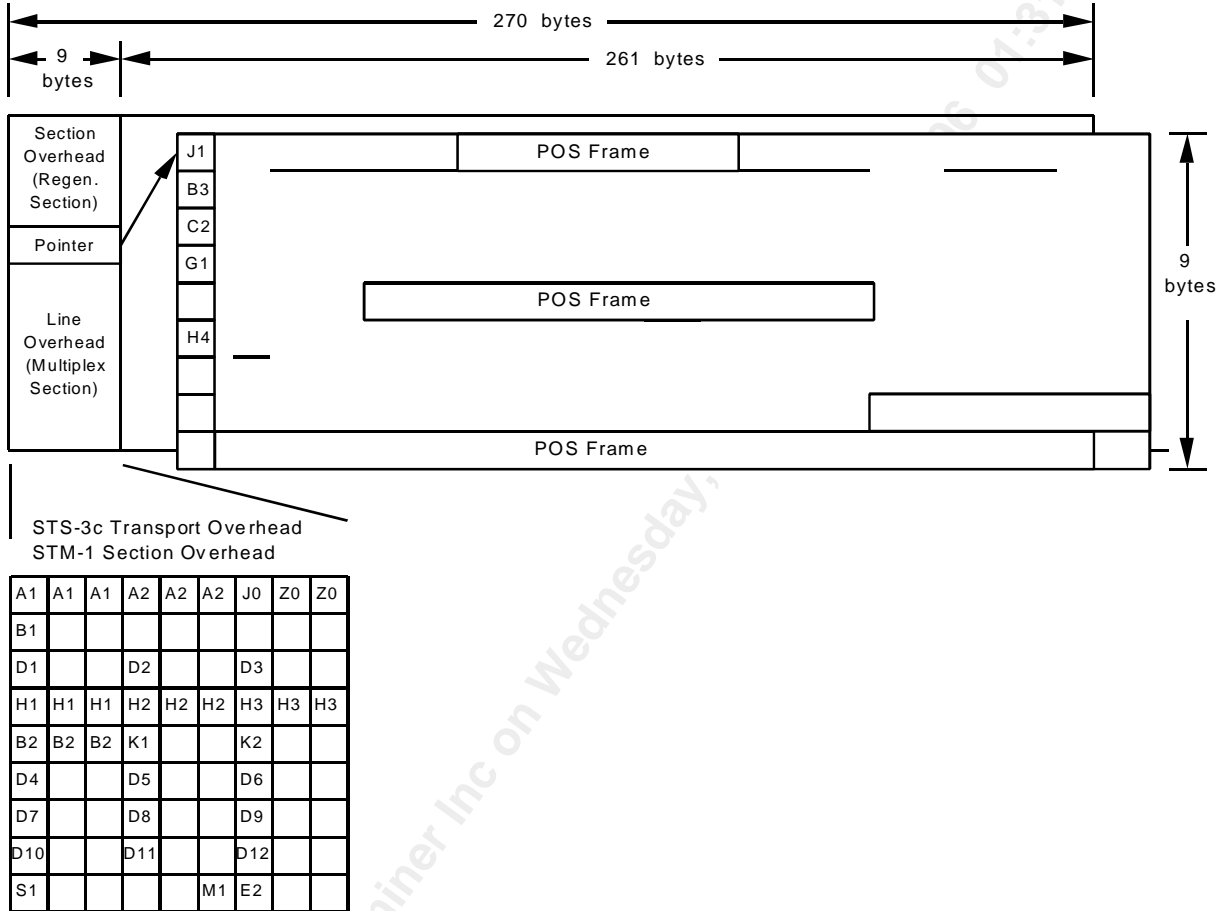 270 bytes
9 bytes
261 bytes
Section
Overhead
(Regen.
Section)
Pointer
Line
Overhead
(Multiplex
Section)
J1
B3
C2
G1
H4
POS Frame
POS Frame
POS Frame
9
bytes
STS-3c Transport Overhead
STM-1 Section Overhead
A1 A1 A1 A2 A2 A2 J0 Z0 Z0
B1
D1 D2 D3
H1 H1 H1 H2 H2 H2 H3 H3 H3
B2 B2 B2 K1 K2
D4 D5 D6
D7 D8 D9
D10 D11 D12
S1 M1 E2
Inc on Wednesday,